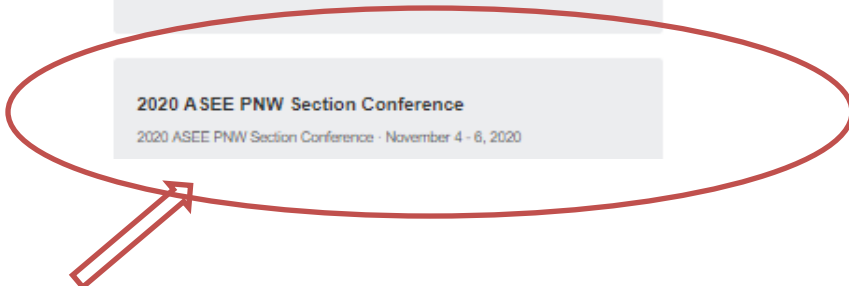 2020 ASEE PNW Section Conference
2020 ASEE PNW Section Conference · November 4 - 6, 2020